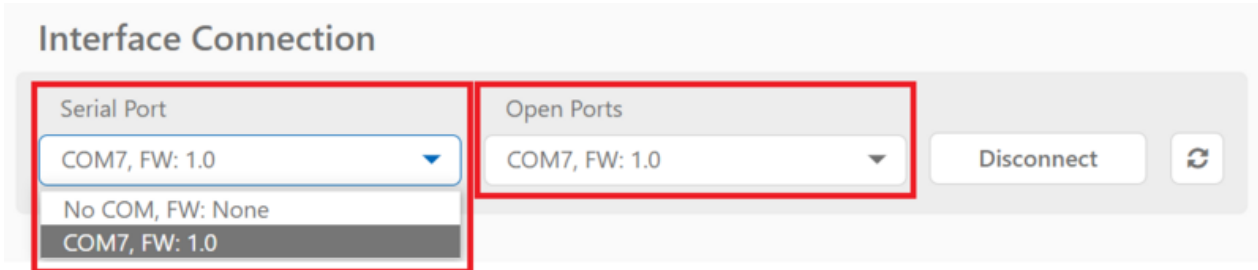 Interface Connection
Serial Port
COM7, FW: 1.0
No COM, FW: None
COM7, FW: 1.0
Open Ports
COM7, FW: 1.0
Disconnect